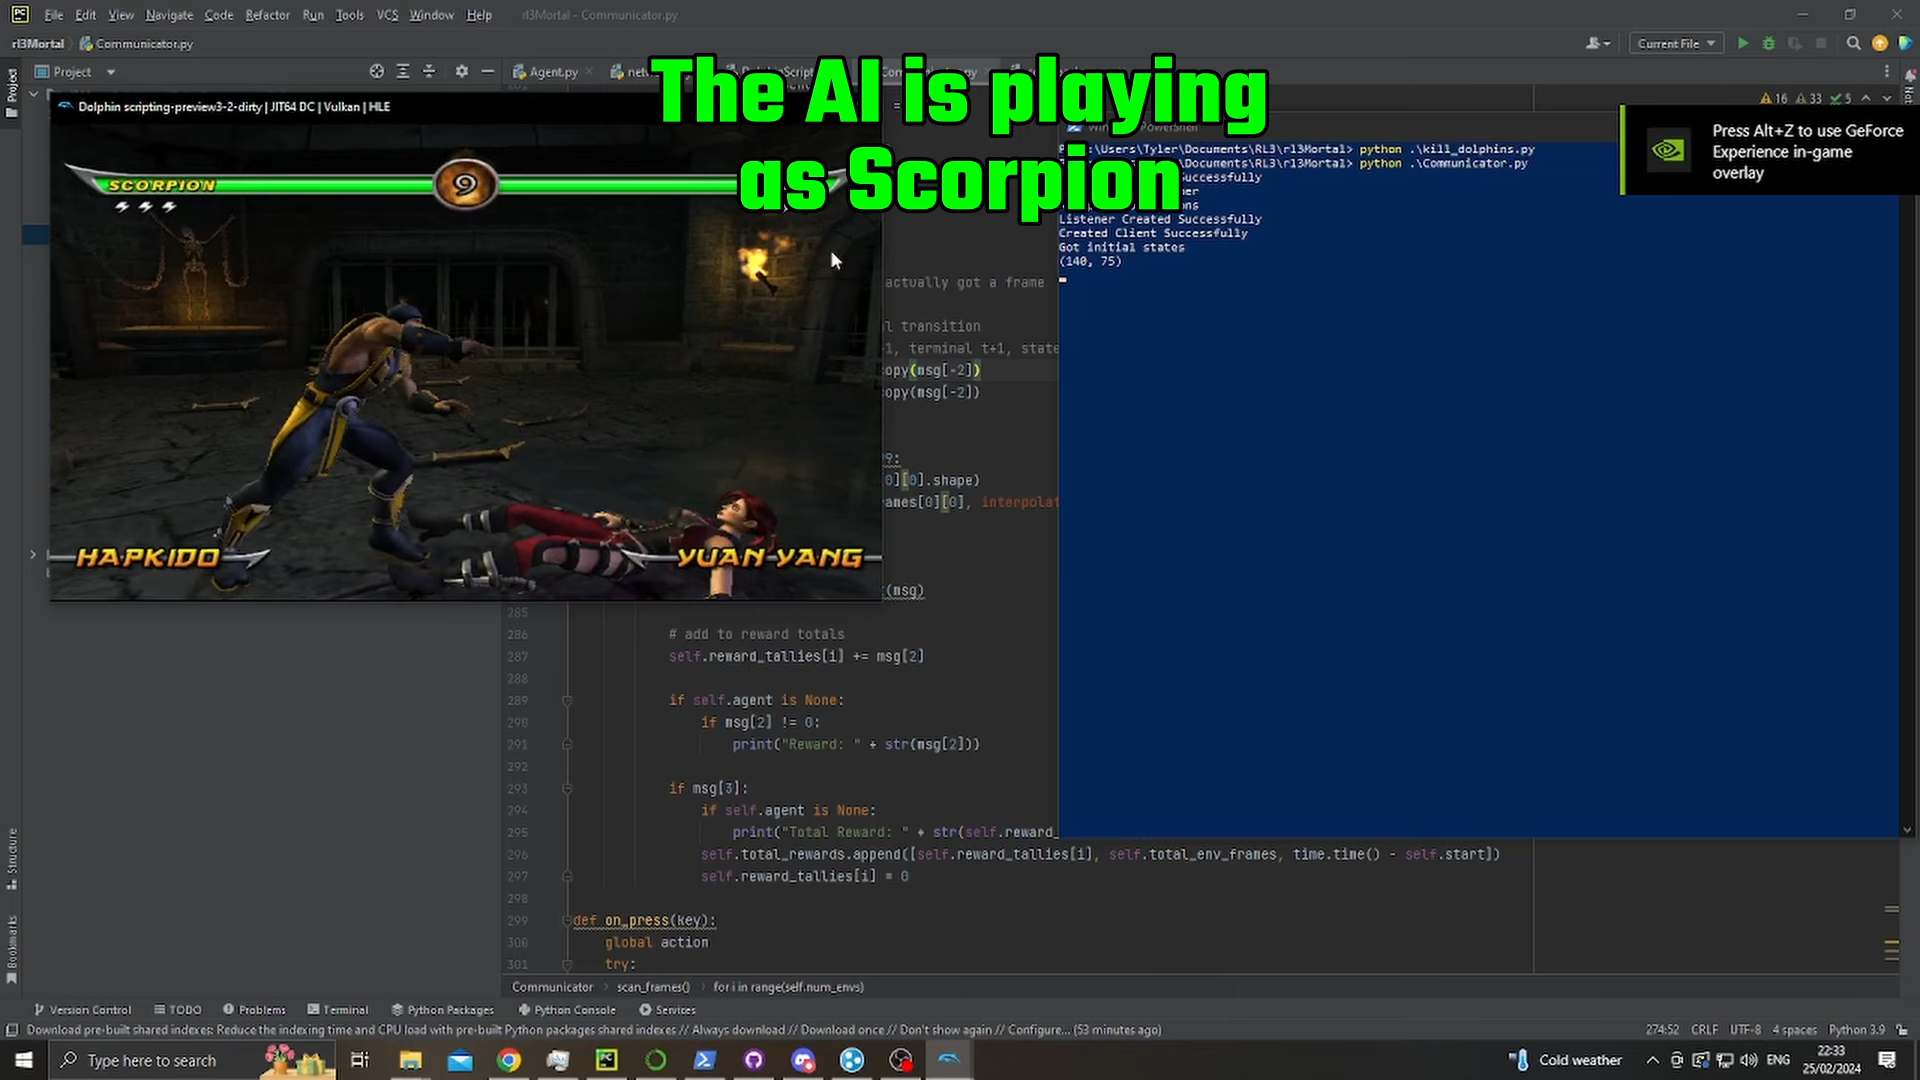 File Edit View Navigate Code Refactor Run Tools VCS Window Help rl3Mortal - Communicator.py
rl3Mortal Communicator.py
Current File
Project
Agent.py
The AI is playing
as Scorpion
16 33 5
Dolphin scripting-preview3-2-dirty | JIT64 DC | Vulkan | HLE
SCORPION
9
HAPKIDO
YUAN YANG
:\Users\Tyler\Documents\RL3\rl3Mortal> python .\kill_dolphins.py
\Documents\RL3\rl3Mortal> python .\Communicator.py
Successfully
Listener Created Successfully
Created Client Successfully
Got initial states
(140, 75)
Press Alt+Z to use GeForce
Experience in-game
overlay
actually got a frame
l transition
terminal t+1, state
opy(msg[-2])
opy(msg[-2])
[0].shape)
ames[0][0], interpolat
(msg)
285
286 # add to reward totals
287 self.reward_tallies[i] += msg[2]
288
289 if self.agent is None:
290 if msg[2] != 0:
291 print("Reward: " + str(msg[2]))
292
293 if msg[3]:
294 if self.agent is None:
295 print("Total Reward: " + str(self.reward_
296 self.total_rewards.append([self.reward_tallies[i], self.total_env_frames, time.time() - self.start])
297 self.reward_tallies[i] = 0
298
299 def on_press(key):
300 global action
301 try:
Structure
Bookmarks
Communicator scan_frames() for i in range(self.num_envs)
Version Control TODO Problems Terminal Python Packages Python Console Services
Download pre-built shared indexes: Reduce the indexing time and CPU load with pre-built Python packages shared indexes // Always download // Download once // Don't show again // Configure... (53 minutes ago)
274:52 CRLF UTF-8 4 spaces Python 3.9
Type here to search
Cold weather
ENG
22:33
25/02/2024